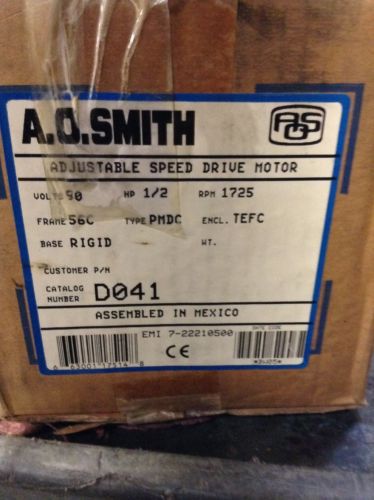 A.O.SMITH
AOS
ADJUSTABLE SPEED DRIVE MOTOR
VOLTS 90 HP 1/2 RPM 1725
FRAME 56C TYPE PMDC ENCL. TEFC
BASE RIGID WT.
CUSTOMER P/N
CATALOG NUMBER D041
ASSEMBLED IN MEXICO
EMI 7-22210500 DATE CODE
CE